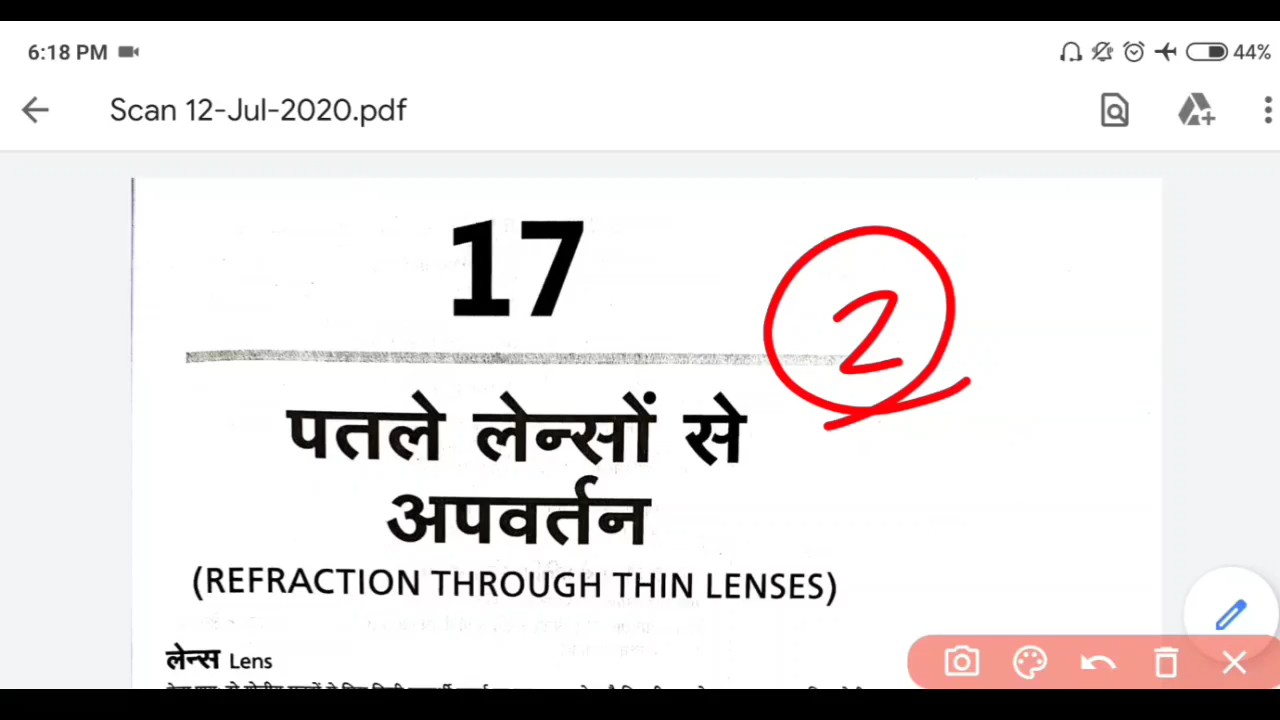 6:18 PM 44%
Scan 12-Jul-2020.pdf
17
2
पतले लेन्सों से
अपवर्तन
(REFRACTION THROUGH THIN LENSES)
लेन्स Lens